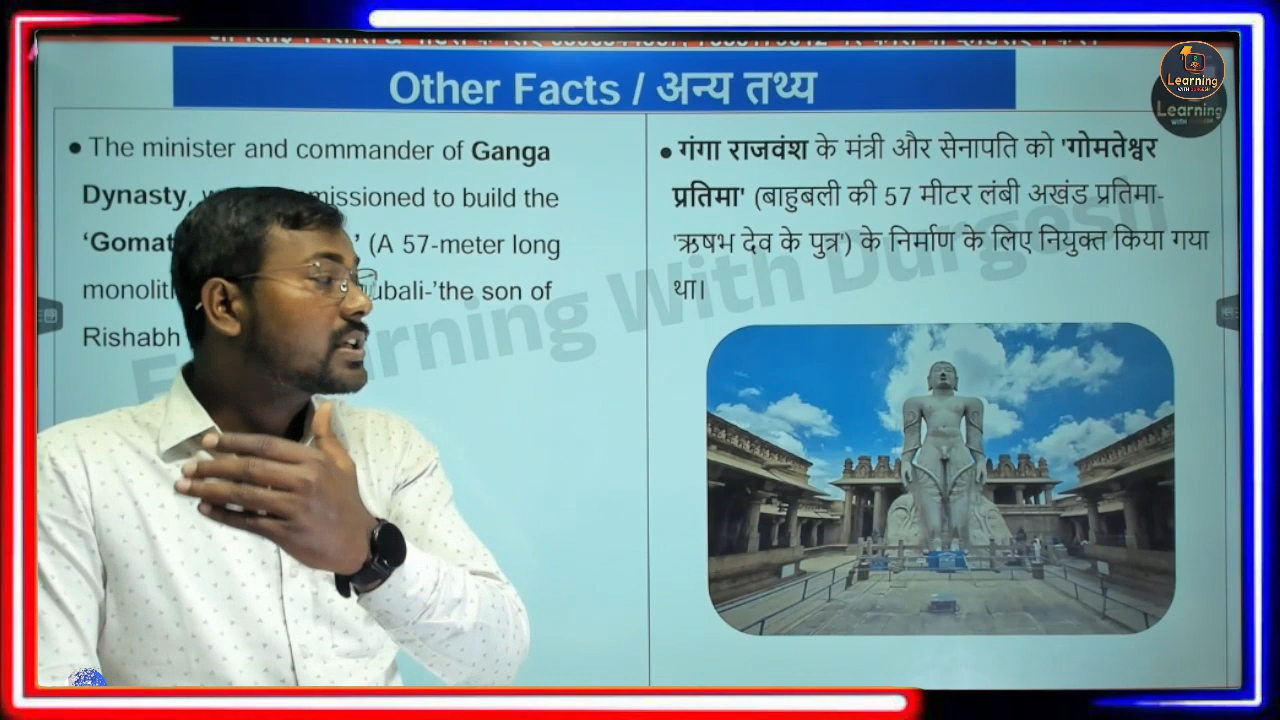 Other Facts / अन्य तथ्य
Learning
Learning
• The minister and commander of Ganga
Dynasty, missioned to build the
‘Gomat ’ (A 57-meter long
monolit ubali-’the son of
Rishabh
• गंगा राजवंश के मंत्री और सेनापति को 'गोमतेश्वर
प्रतिमा' (बाहुबली की 57 मीटर लंबी अखंड प्रतिमा-
'ऋषभ देव के पुत्र') के निर्माण के लिए नियुक्त किया गया
था।
Learning With Durgesh